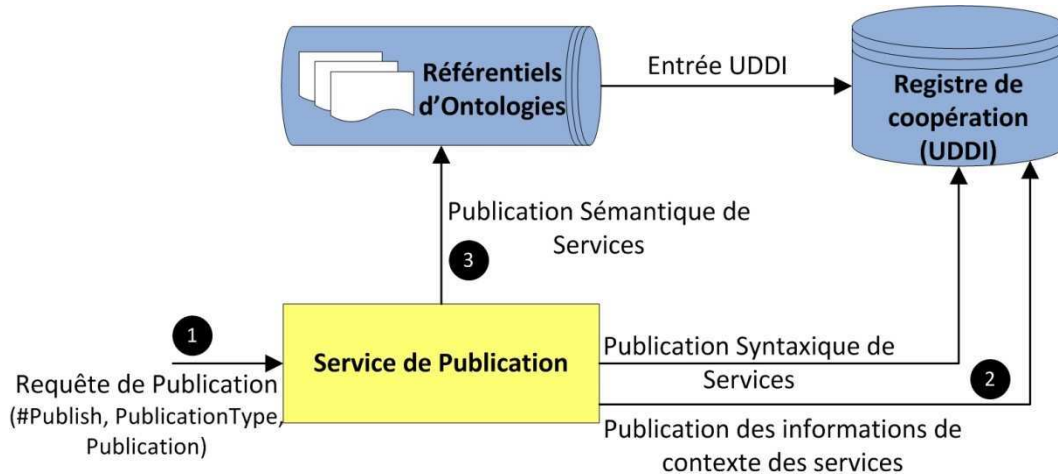 Référentiels
d'Ontologies
Entrée UDDI
Registre de
coopération
(UDDI)
Publication Sémantique de
Services
3
1
Requête de Publication
(#Publish, PublicationType,
Publication)
Service de Publication
Publication Syntaxique de
Services
2
Publication des informations de
contexte des services